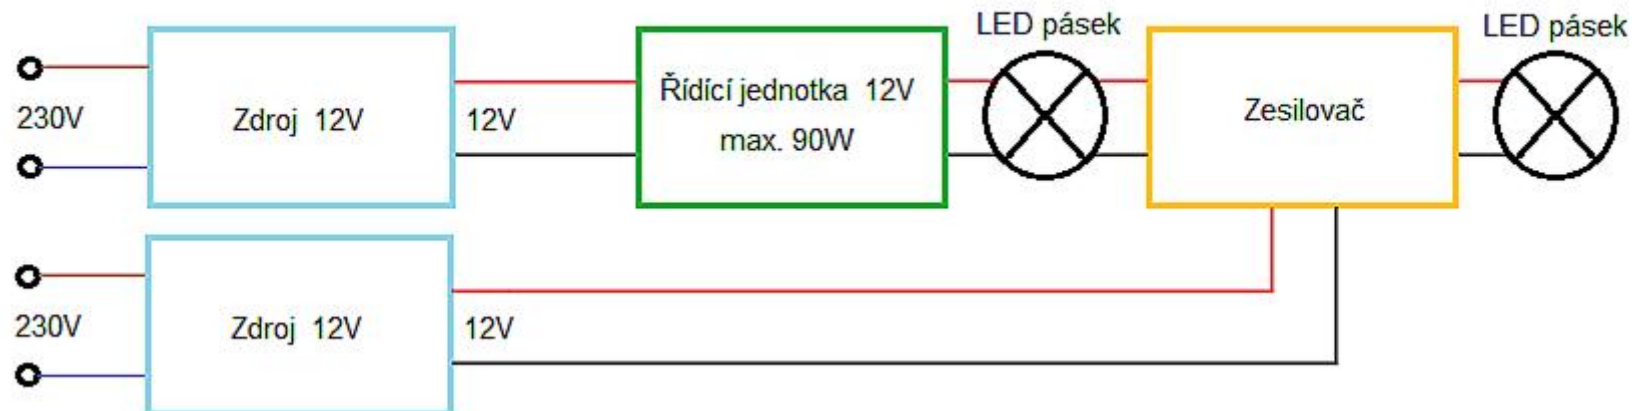 LED pásek
LED pásek
230V
Zdroj 12V
12V
Řídící jednotka 12V
max. 90W
Zesilovač
230V
Zdroj 12V
12V